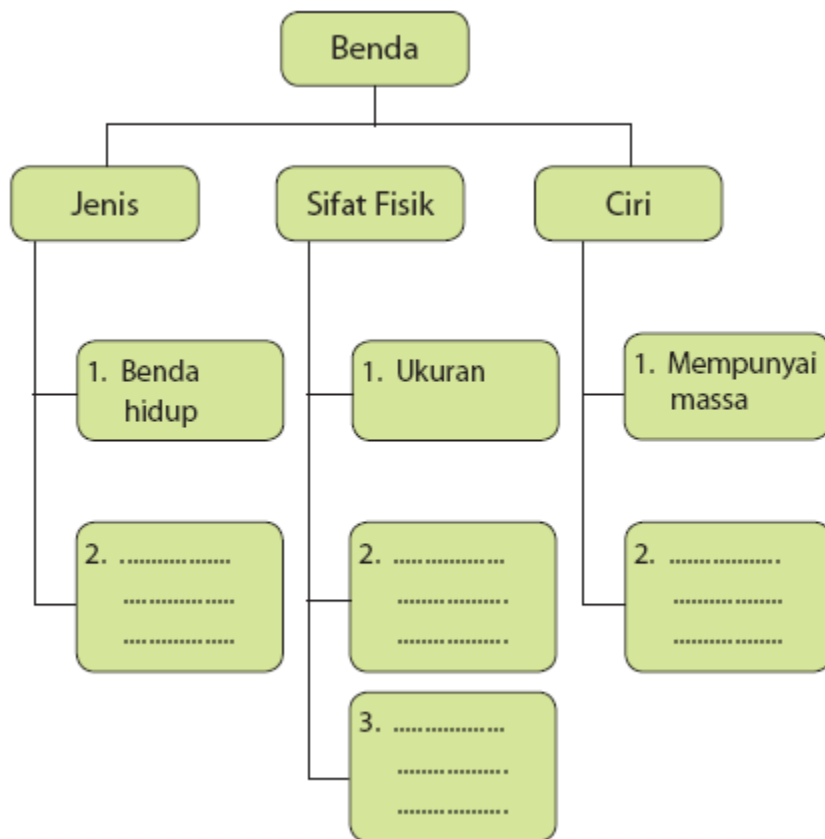 Benda
Jenis
Sifat Fisik
Ciri
1. Benda
hidup
1. Ukuran
1. Mempunyai
massa
2. ................
................
................
2. ................
................
................
2. ................
................
................
3. ................
................
................